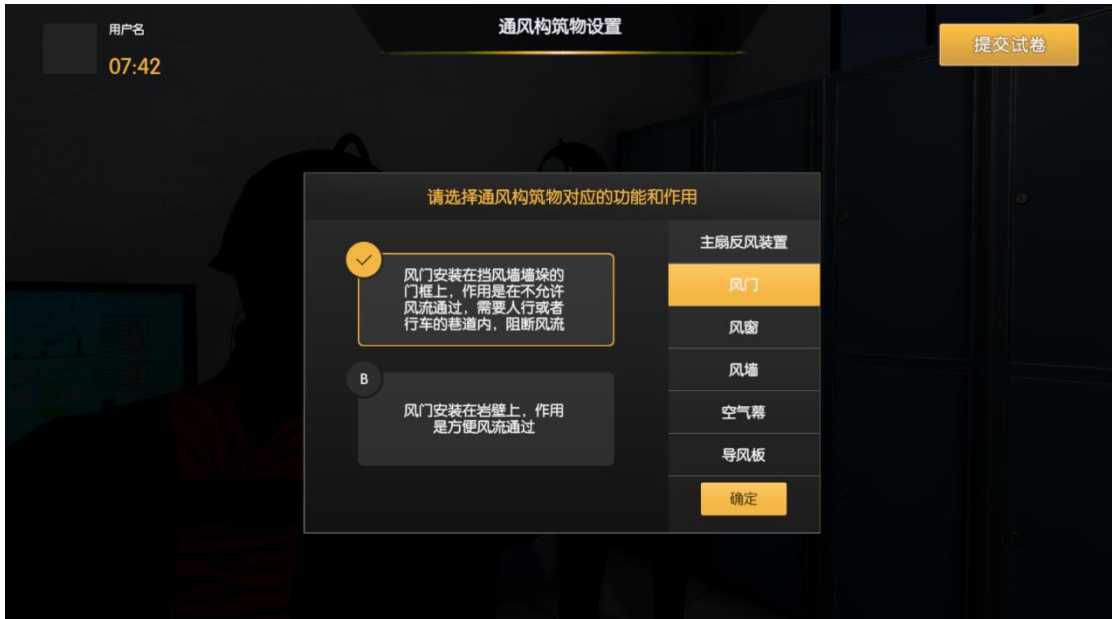 用户名
07:42
通风构筑物设置
提交试卷
请选择通风构筑物对应的功能和作用
风门安装在挡风墙墙垛的
门框上，作用是在不允许
风流通过，需要人行或者
行车的巷道内，阻断风流
B
风门安装在岩壁上，作用
是方便风流通过
主扇反风装置
风门
风窗
风墙
空气幕
导风板
确定